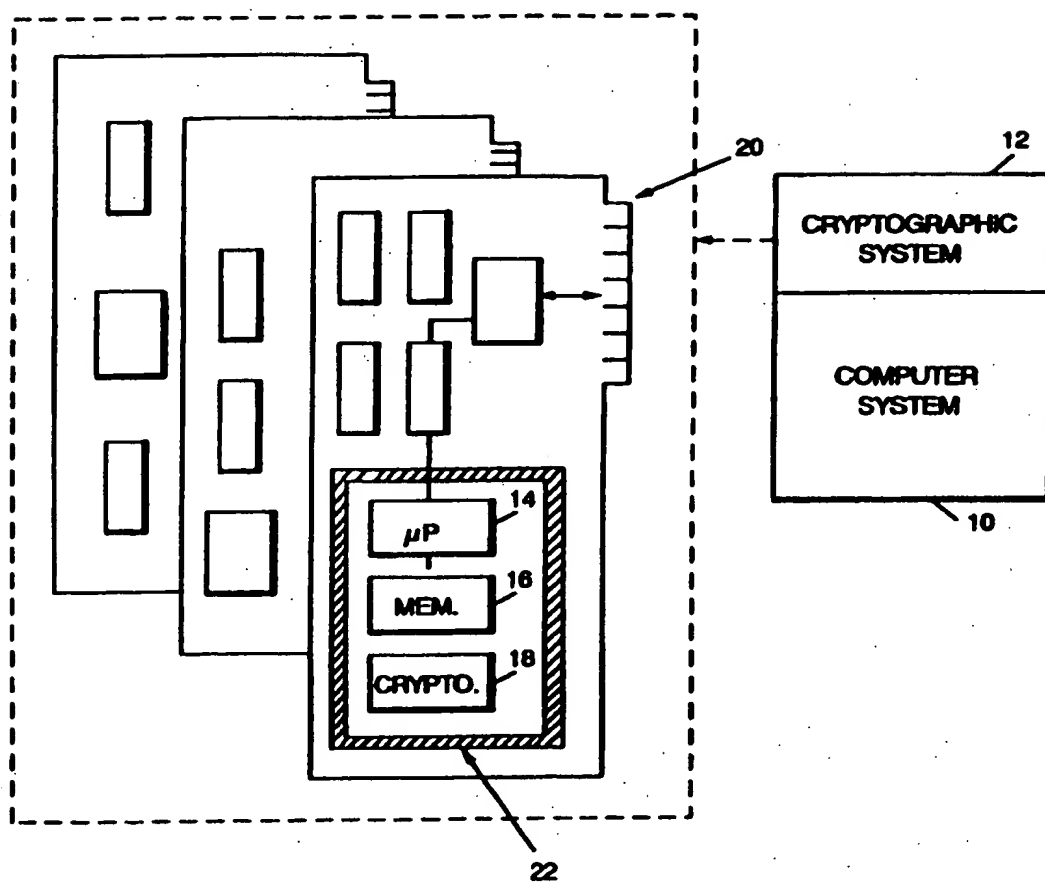 20
12
CRYPTOGRAPHIC
SYSTEM
COMPUTER
SYSTEM
10
µP
14
MEM.
16
CRYPTO.
18
22